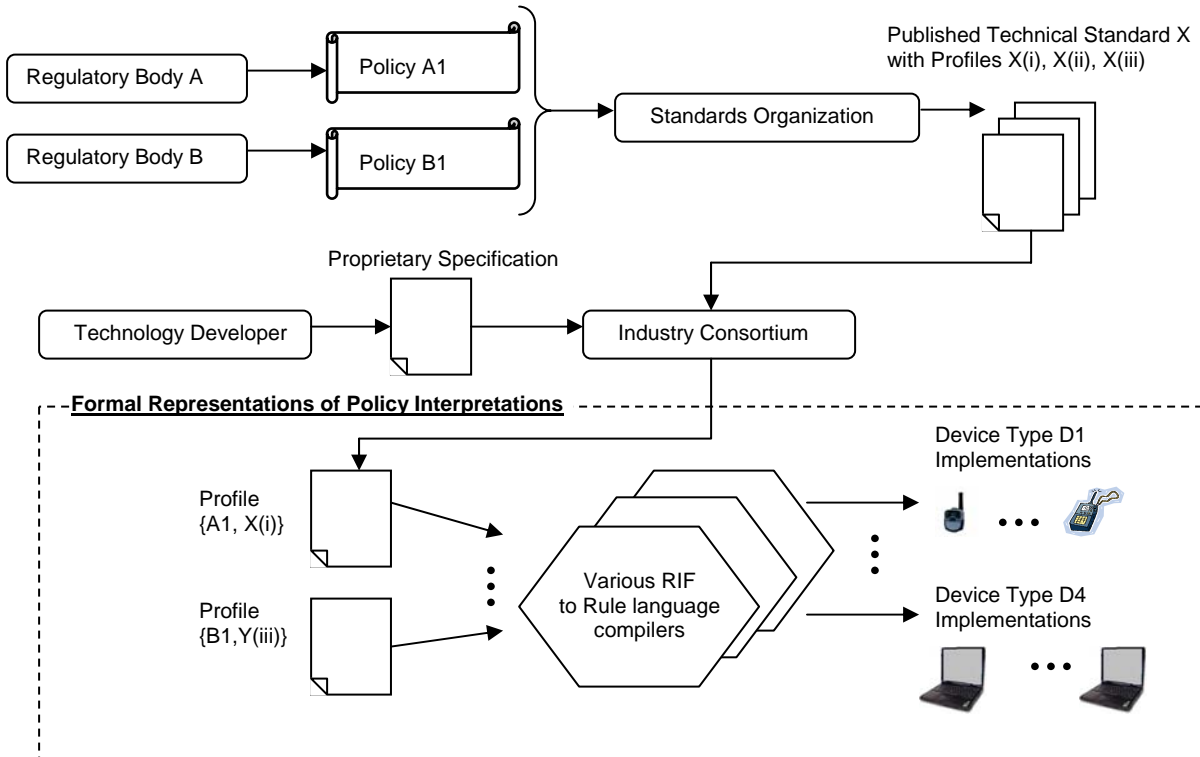 Published Technical Standard X
with Profiles X(i), X(ii), X(iii)
Regulatory Body A
Policy A1
Standards Organization
Regulatory Body B
Policy B1
Proprietary Specification
Technology Developer
Industry Consortium
Formal Representations of Policy Interpretations
Device Type D1
Implementations
Profile
{A1, X(i)}
Various RIF
to Rule language
compilers
Profile
{B1,Y(iii)}
Device Type D4
Implementations